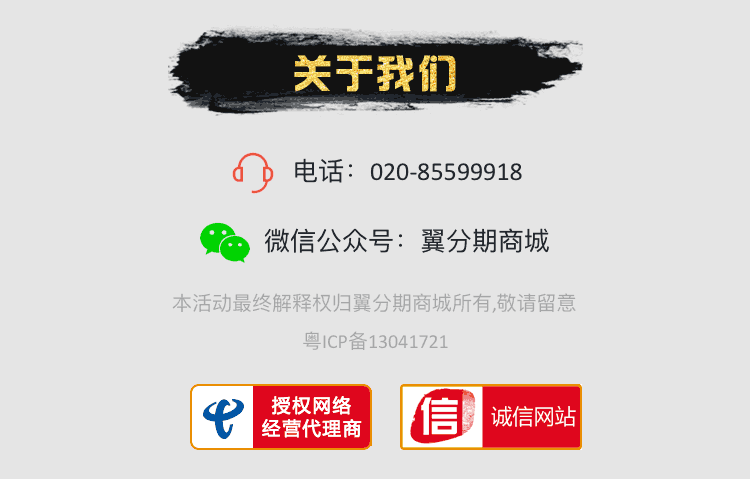 关于我们
电话：020-85599918
微信公众号：翼分期商城
本活动最终解释权归翼分期商城所有,敬请留意
粤ICP备13041721
授权网络
经营代理商
信
诚信网站